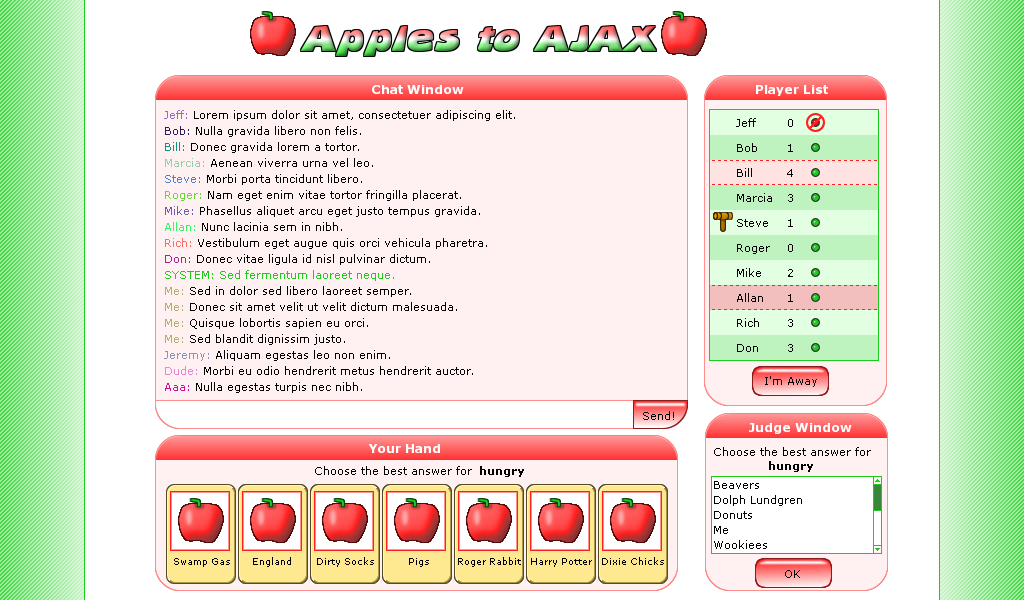 Apples to AJAX
Chat Window
Jeff: Lorem ipsum dolor sit amet, consectetuer adipiscing elit.
Bob: Nulla gravida libero non felis.
Bill: Donec gravida lorem a tortor.
Marcia: Aenean viverra urna vel leo.
Steve: Morbi porta tincidunt libero.
Roger: Nam eget enim vitae tortor fringilla placerat.
Mike: Phasellus aliquet arcu eget justo tempus gravida.
Allan: Nunc lacinia sem in nibh.
Rich: Vestibulum eget augue quis orci vehicula pharetra.
Don: Donec vitae ligula id nisl pulvinar dictum.
SYSTEM: Sed fermentum laoreet neque.
Me: Sed in dolor sed libero laoreet semper.
Me: Donec sit amet velit ut velit dictum malesuada.
Me: Quisque lobortis sapien eu orci.
Me: Sed blandit dignissim justo.
Jeremy: Aliquam egestas leo non enim.
Dude: Morbi eu odio hendrerit metus hendrerit auctor.
Aaa: Nulla egestas turpis nec nibh.
Send!
Player List
Jeff 0
Bob 1
Bill 4
Marcia 3
Steve 1
Roger 0
Mike 2
Allan 1
Rich 3
Don 3
I'm Away
Your Hand
Choose the best answer for hungry
Swamp Gas
England
Dirty Socks
Pigs
Roger Rabbit
Harry Potter
Dixie Chicks
Judge Window
Choose the best answer for
hungry
Beavers
Dolph Lundgren
Donuts
Me
Wookiees
OK